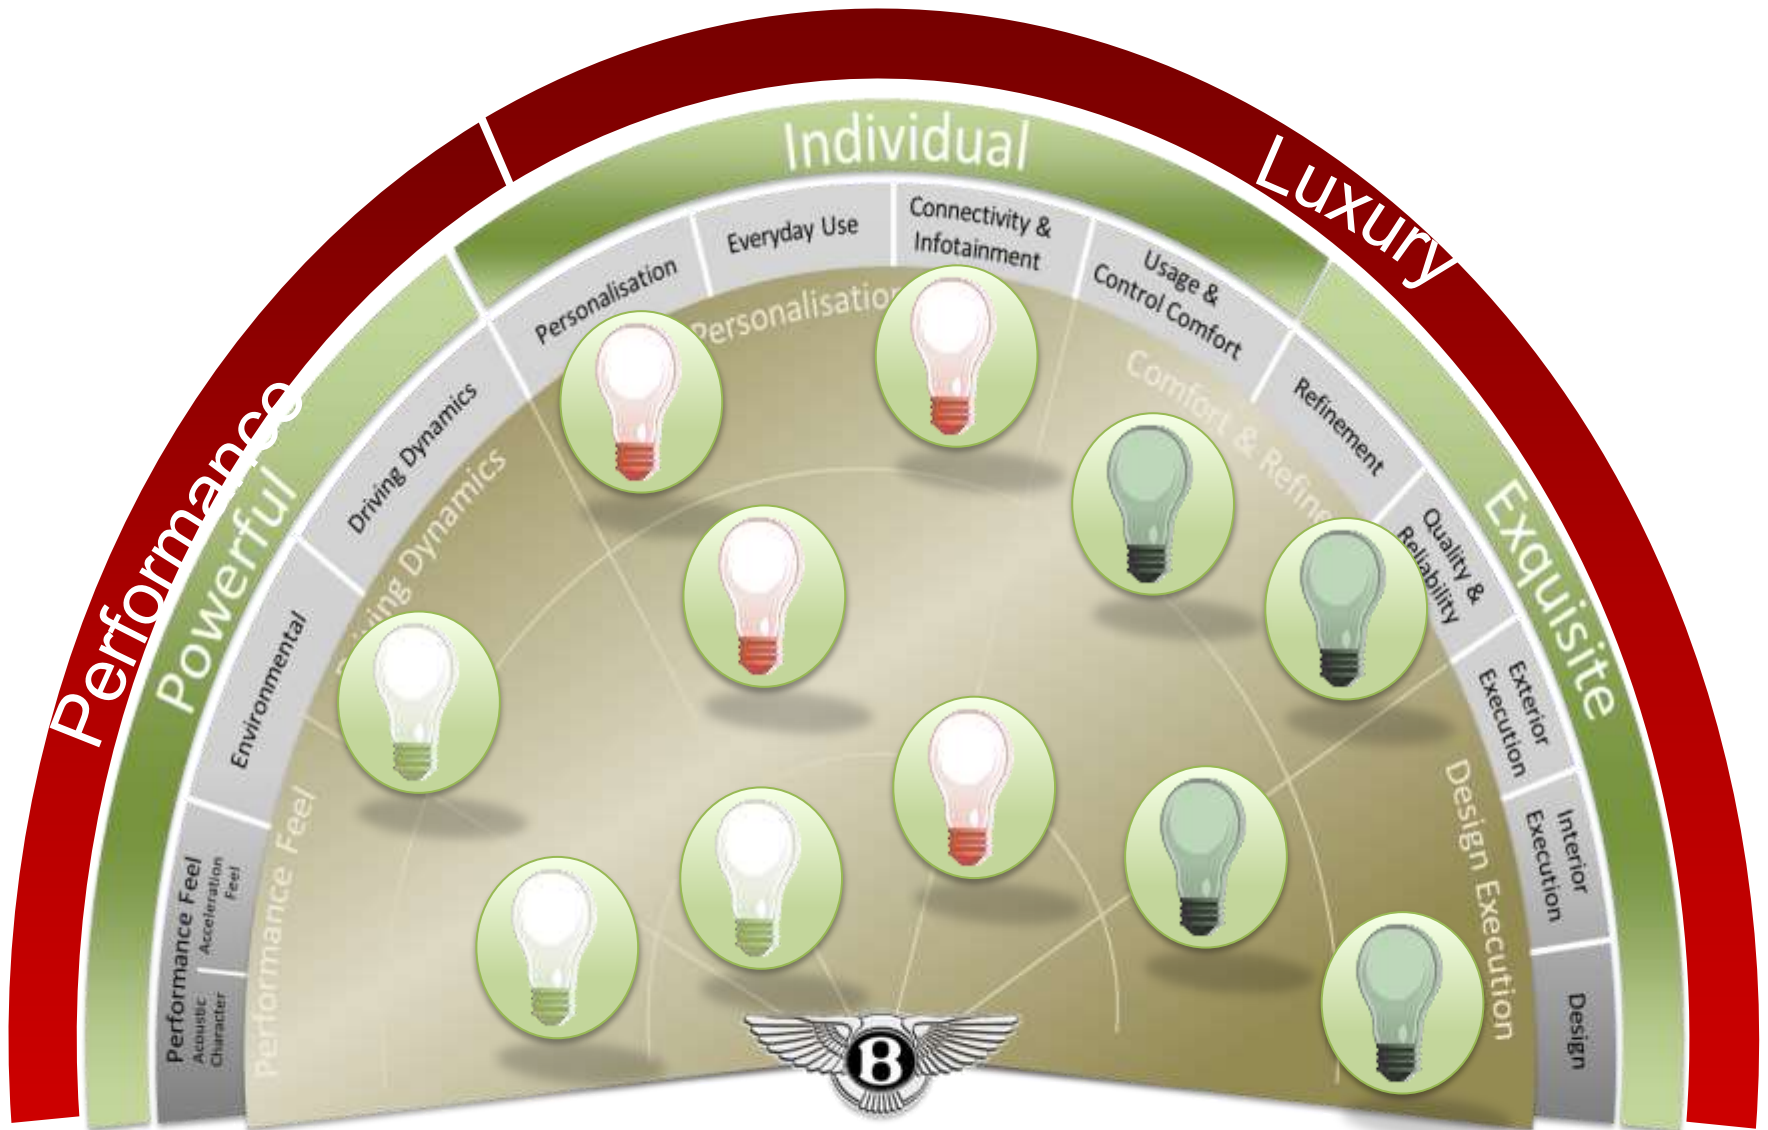 Performance
Luxury
Powerful
Individual
Exquisite
Performance Feel
Acoustic
Character
Acceleration
Feel
Environmental
Driving Dynamics
Personalisation
Everyday Use
Connectivity &
Infotainment
Usage &
Control Comfort
Refinement
Quality &
Reliability
Exterior
Execution
Interior
Execution
Design
Performance Feel
Driving Dynamics
Personalisation
Comfort & Refine
Design Execution
B